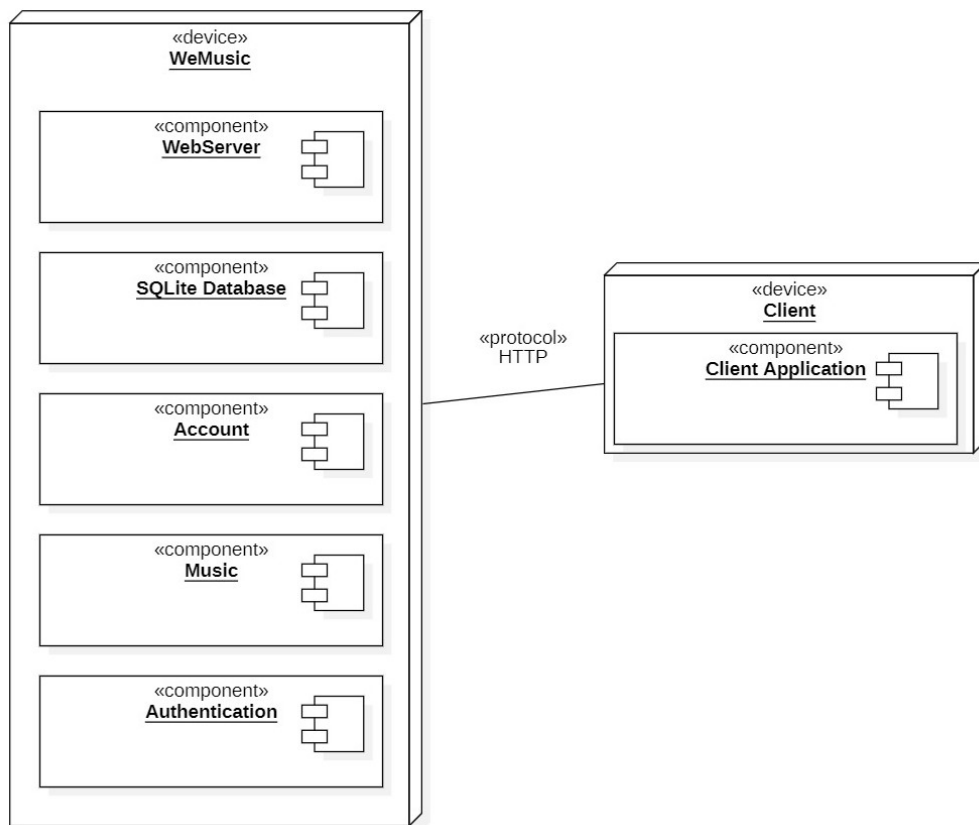 «device»
WeMusic
«component»
WebServer
«component»
SQLite Database
«component»
Account
«component»
Music
«component»
Authentication
«protocol»
HTTP
«device»
Client
«component»
Client Application